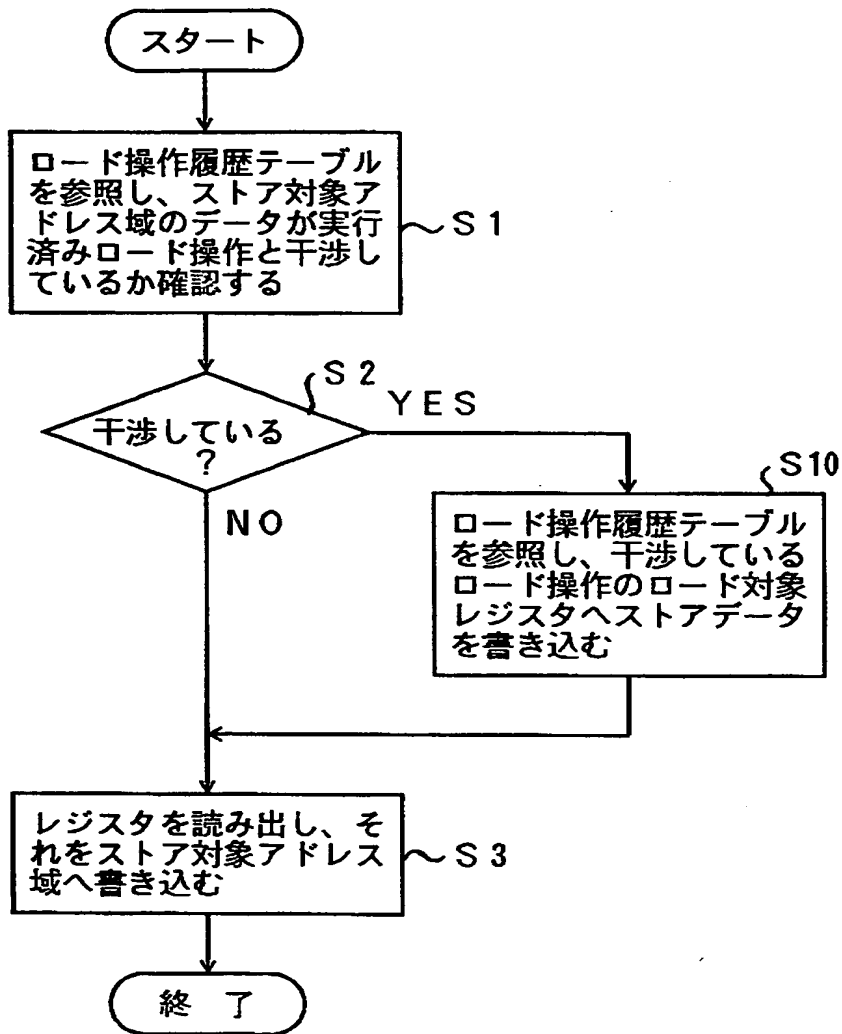 スタート
ロード操作履歴テーブル
を参照し、ストア対象ア
ドレス域のデータが実行
済みロード操作と干渉し
ているか確認する
S1
S2
干渉している
?
YES
NO
S10
ロード操作履歴テーブル
を参照し、干渉している
ロード操作のロード対象
レジスタへストアデータ
を書き込む
レジスタを読み出し、そ
れをストア対象アドレス
域へ書き込む
S3
終了